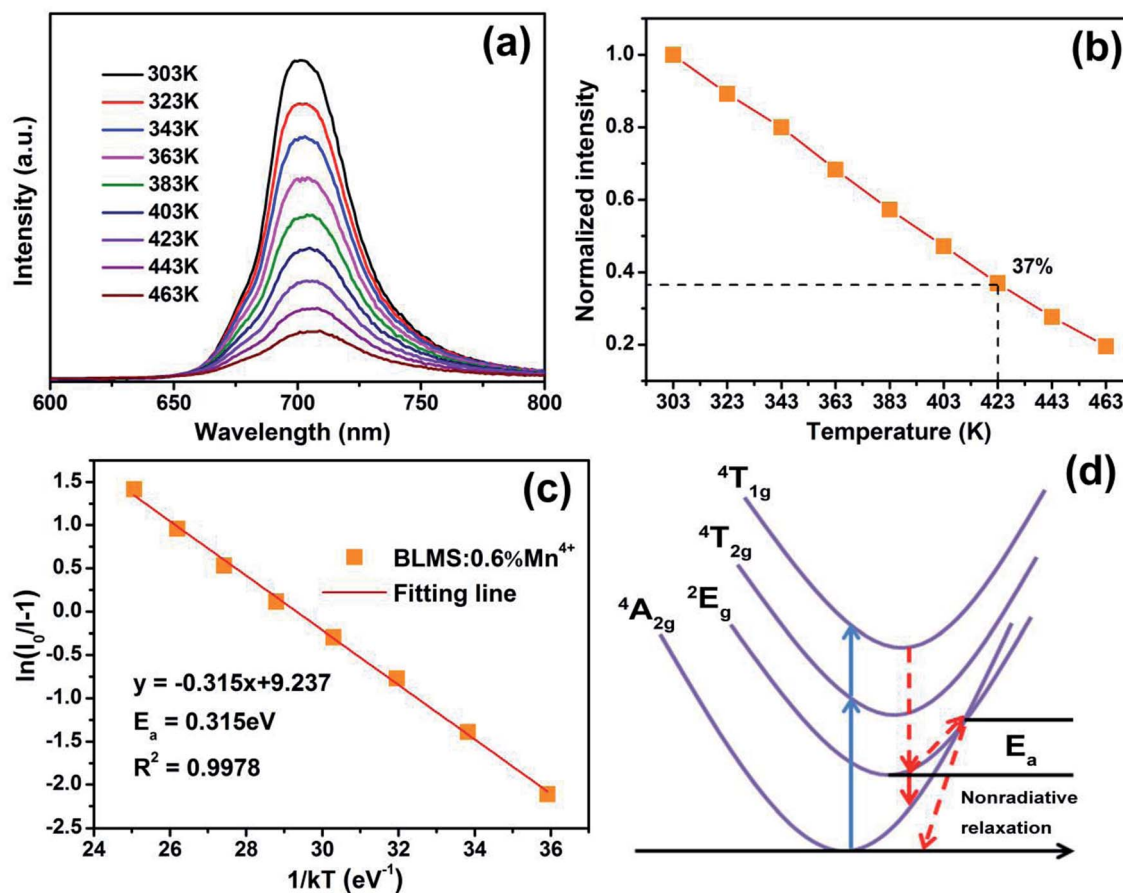 (a)
303K
323K
343K
363K
383K
403K
423K
443K
463K
Intensity (a.u.)
600 650 700 750 800
Wavelength (nm)
(b)
1.0
0.8
0.6
0.4
0.2
37%
Normalized intensity
303 323 343 363 383 403 423 443 463
Temperature (K)
(c)
1.5
1.0
0.5
0.0
-0.5
-1.0
-1.5
-2.0
-2.5
ln(I₀/I-1)
BLMS:0.6%Mn⁴⁺
Fitting line
y = -0.315x+9.237
Eₐ = 0.315eV
R² = 0.9978
24 26 28 30 32 34 36
1/kT (eV⁻¹)
(d)
⁴T₁g
⁴T₂g
²Eg
⁴A₂g
Eₐ
Nonradiative
relaxation